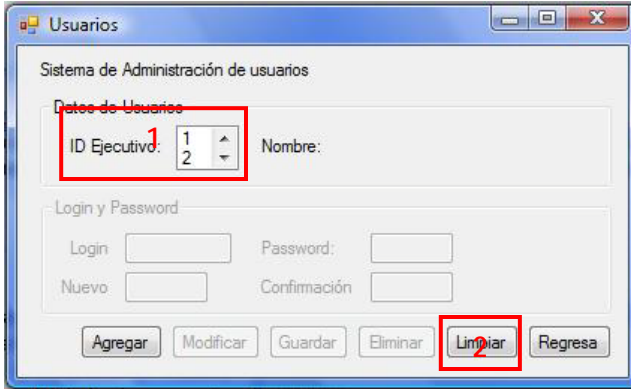 Usuarios
Sistema de Administración de usuarios
Datos de Usuarios
ID Ejecutivo: 1 1 Nombre:
2
Login y Password
Login Password:
Nuevo Confirmación
Agregar Modificar Guardar Eliminar Limpiar 2 Regresa